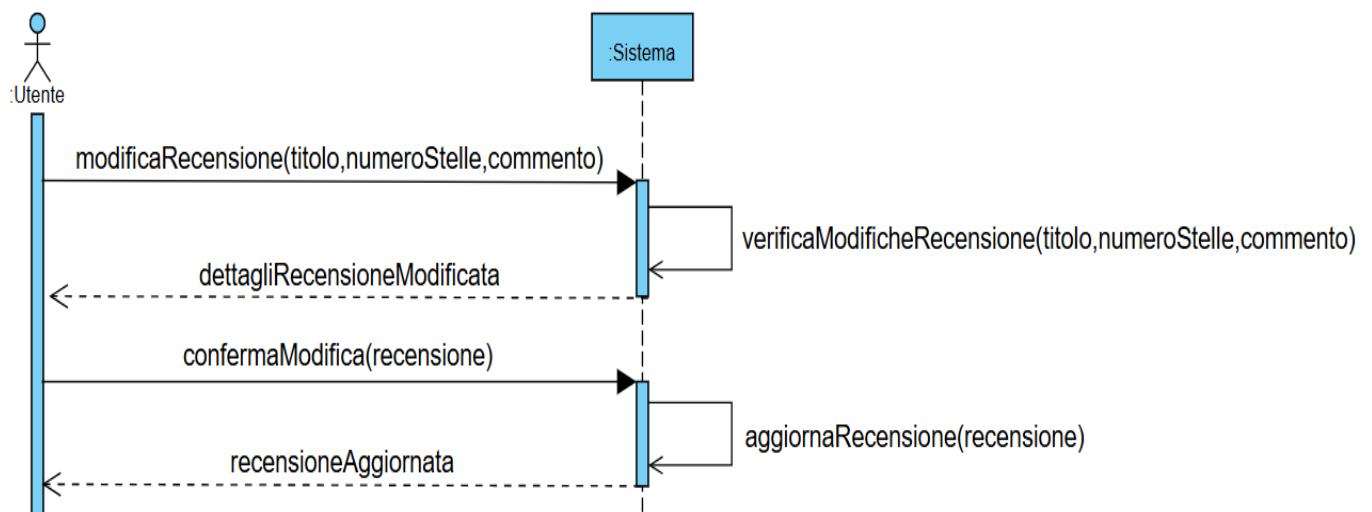 :Utente
:Sistema
modificaRecensione(titolo,numeroStelle,commento)
verificaModificheRecensione(titolo,numeroStelle,commento)
dettagliRecensioneModificata
confermaModifica(recensione)
aggiornaRecensione(recensione)
recensioneAggiornata